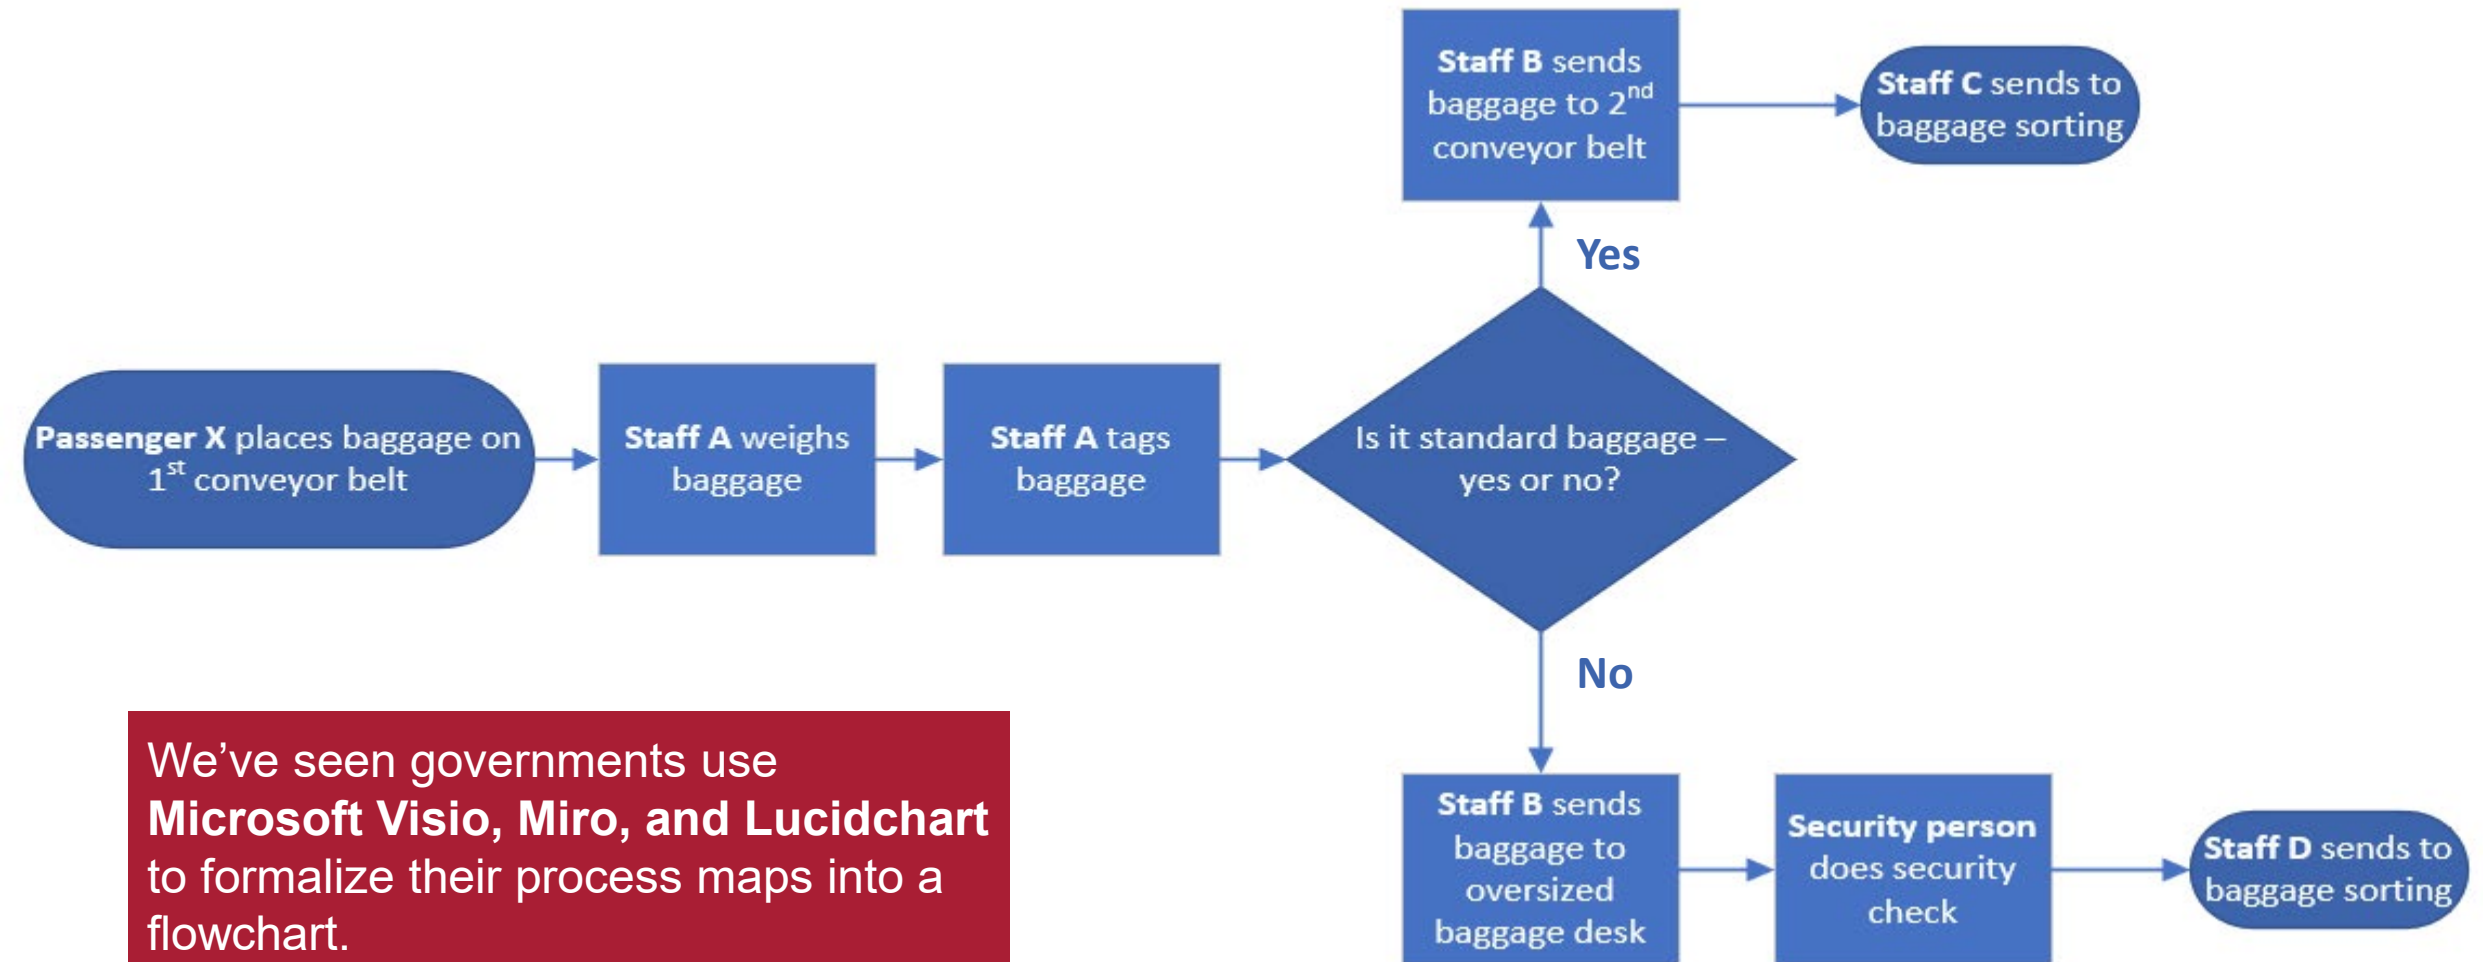 Passenger X places baggage on
1st conveyor belt
Staff A weighs
baggage
Staff A tags
baggage
Is it standard baggage –
yes or no?
Yes
Staff B sends
baggage to 2nd
conveyor belt
Staff C sends to
baggage sorting
No
Staff B sends
baggage to
oversized
baggage desk
Security person
does security
check
Staff D sends to
baggage sorting
We’ve seen governments use
Microsoft Visio, Miro, and Lucidchart
to formalize their process maps into a
flowchart.